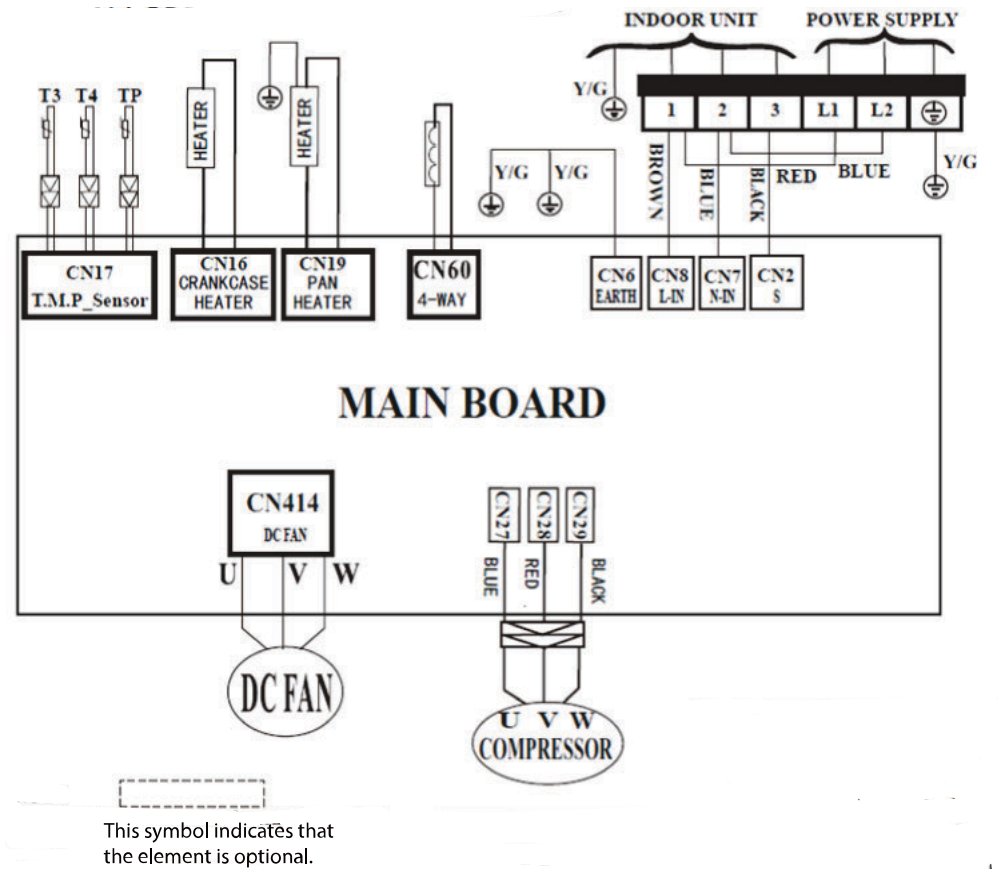 INDOOR UNIT
POWER SUPPLY
T3 T4 TP
HEATER
HEATER
Y/G
1 2 3 L1 L2
Y/G Y/G
BROWN
BLUE
BLACK
RED
BLUE
Y/G
CN17
T.M.P_Sensor
CN16
CRANKCASE
HEATER
CN19
PAN
HEATER
CN60
4-WAY
CN6
EARTH
CN8
L-IN
CN7
N-IN
CN2
S
MAIN BOARD
CN414
DC FAN
U V W
CN27
CN28
CN29
BLUE
RED
BLACK
DC FAN
U V W
COMPRESSOR
This symbol indicates that
the element is optional.